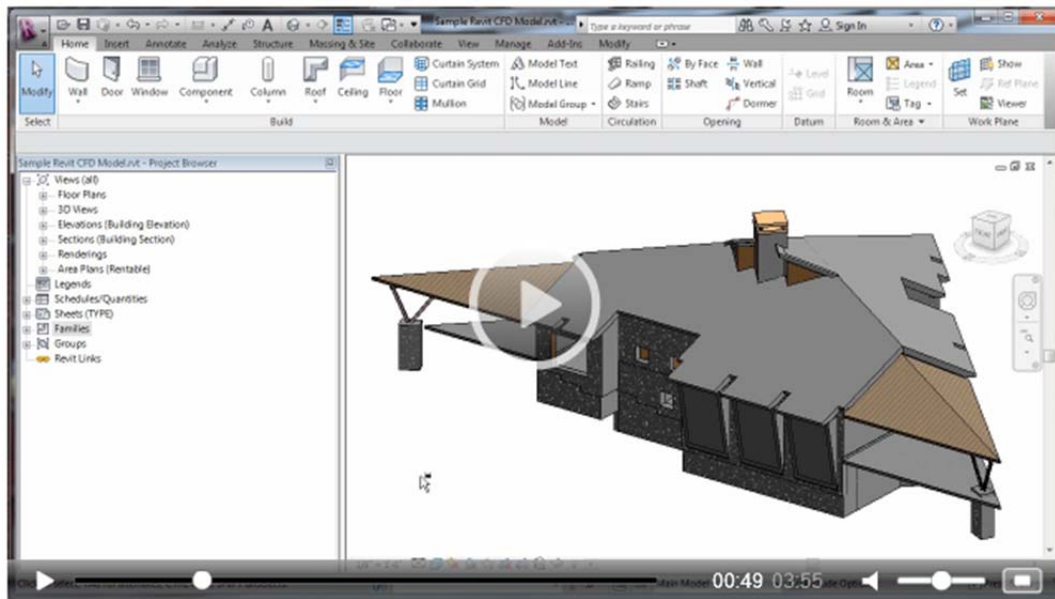 Sample Revit CFD Model.rvt - ... Type a keyword or phrase Sign In
Home Insert Annotate Analyze Structure Massing & Site Collaborate View Manage Add-Ins Modify
Modify Wall Door Window Component Column Roof Ceiling Floor
Curtain System
Curtain Grid
Mullion
Model Text
Model Line
Model Group
Railing
Ramp
Stairs
By Face
Shaft
Wall
Vertical
Dormer
Level
Grid
Room
Area
Legend
Tag
Set
Show
Ref Plane
Viewer
Select Build Model Circulation Opening Datum Room & Area Work Plane
Sample Revit CFD Model.rvt - Project Browser
Views (all)
Floor Plans
3D Views
Elevations (Building Elevation)
Sections (Building Section)
Renderings
Area Plans (Rentable)
Legends
Schedules/Quantities
Sheets (TYPE)
Families
Groups
Revit Links
Main Model
00:49 03:55